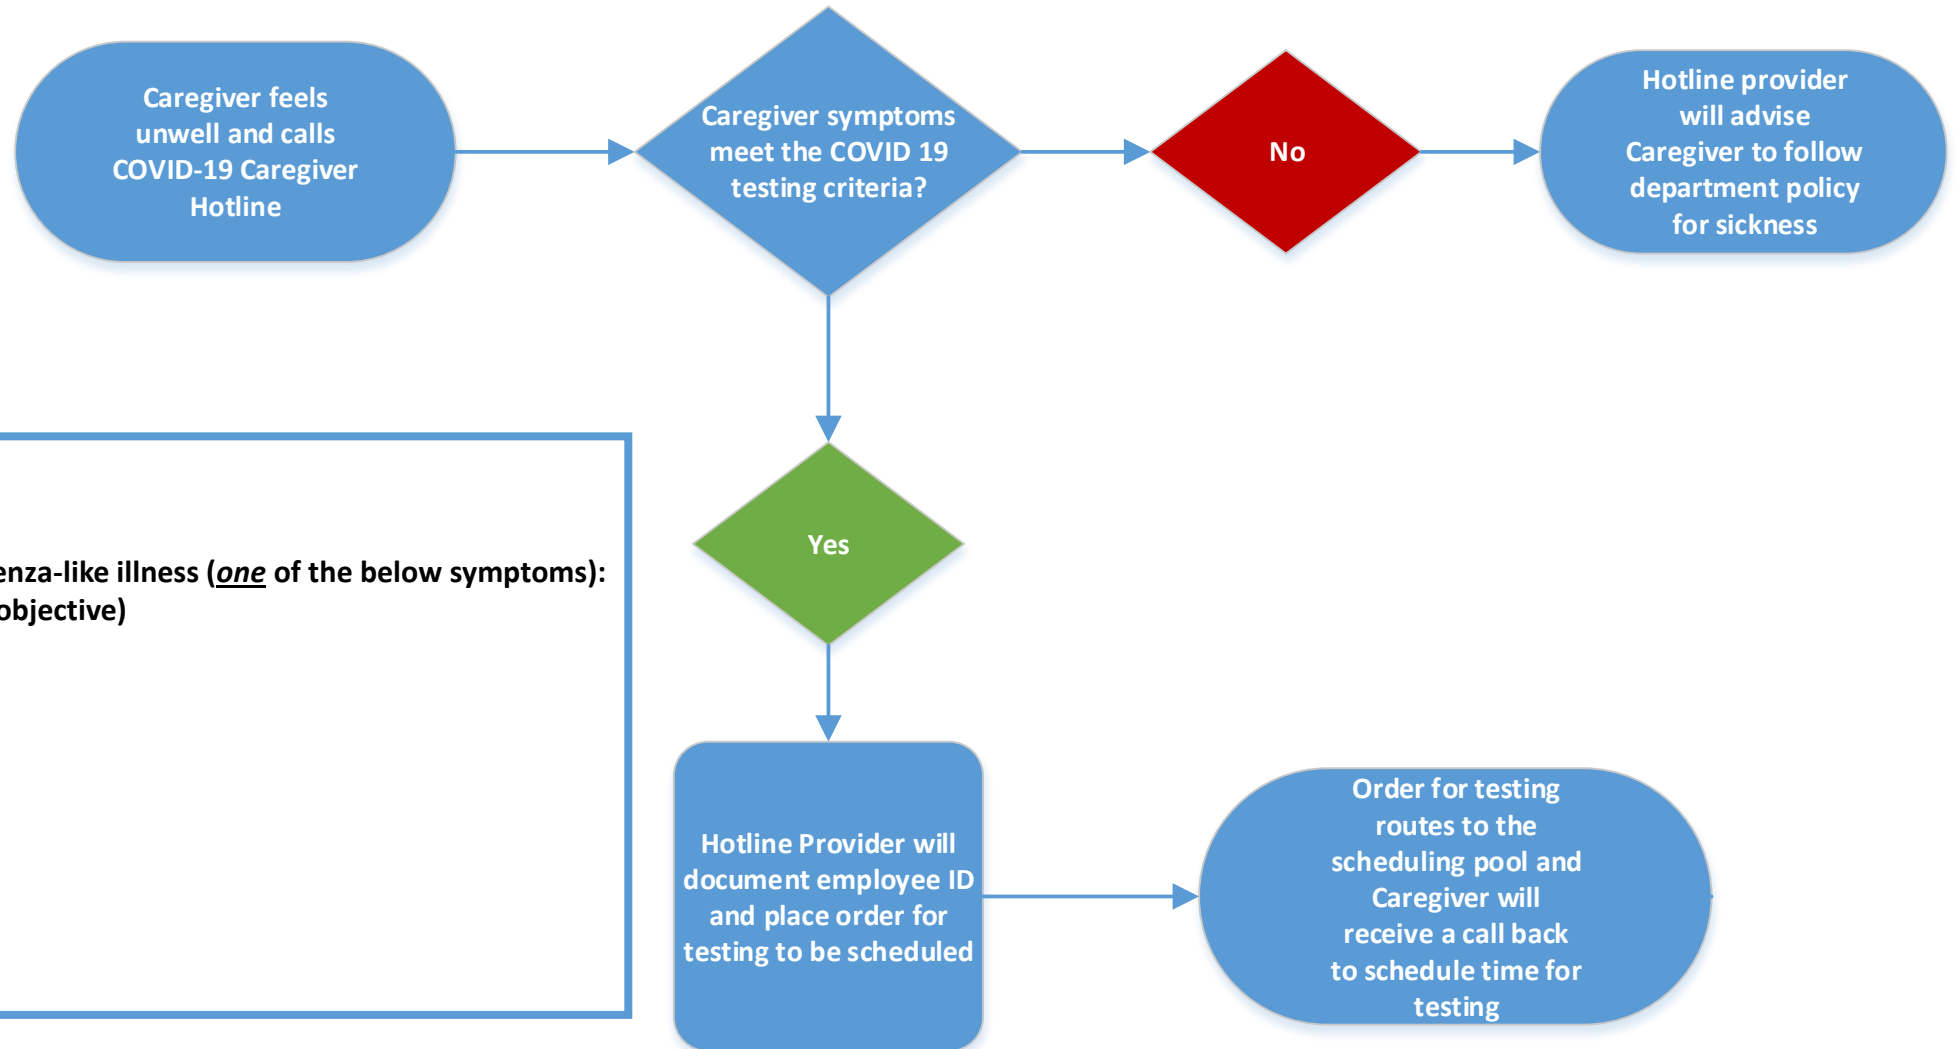 Caregiver feels
unwell and calls
COVID-19 Caregiver
Hotline
Caregiver symptoms
meet the COVID 19
testing criteria?
No
Hotline provider
will advise
Caregiver to follow
department policy
for sickness
enza-like illness (one of the below symptoms):
objective)
Yes
Hotline Provider will
document employee ID
and place order for
testing to be scheduled
Order for testing
routes to the
scheduling pool and
Caregiver will
receive a call back
to schedule time for
testing